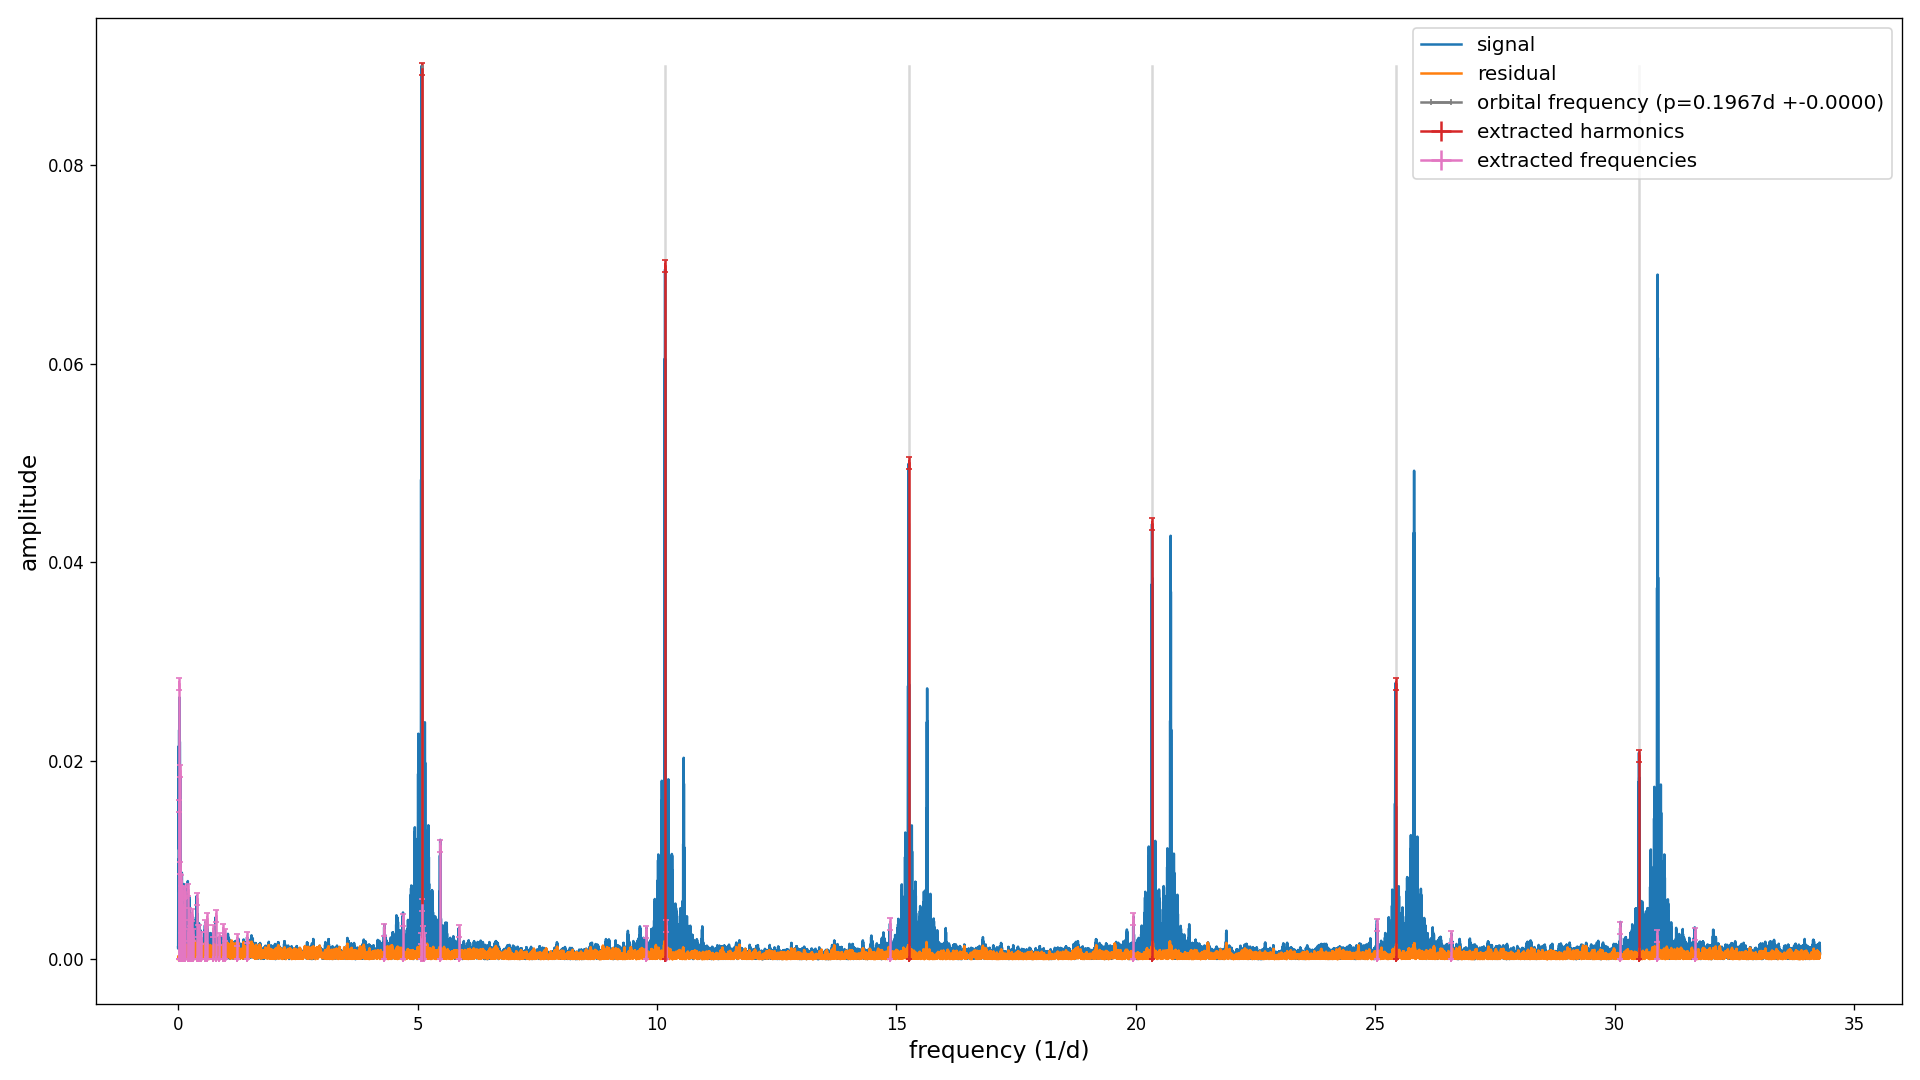 signal
residual
orbital frequency (p=0.1967d +-0.0000)
extracted harmonics
extracted frequencies
amplitude
0.08
0.06
0.04
0.02
0.00
0 5 10 15 20 25 30 35
frequency (1/d)